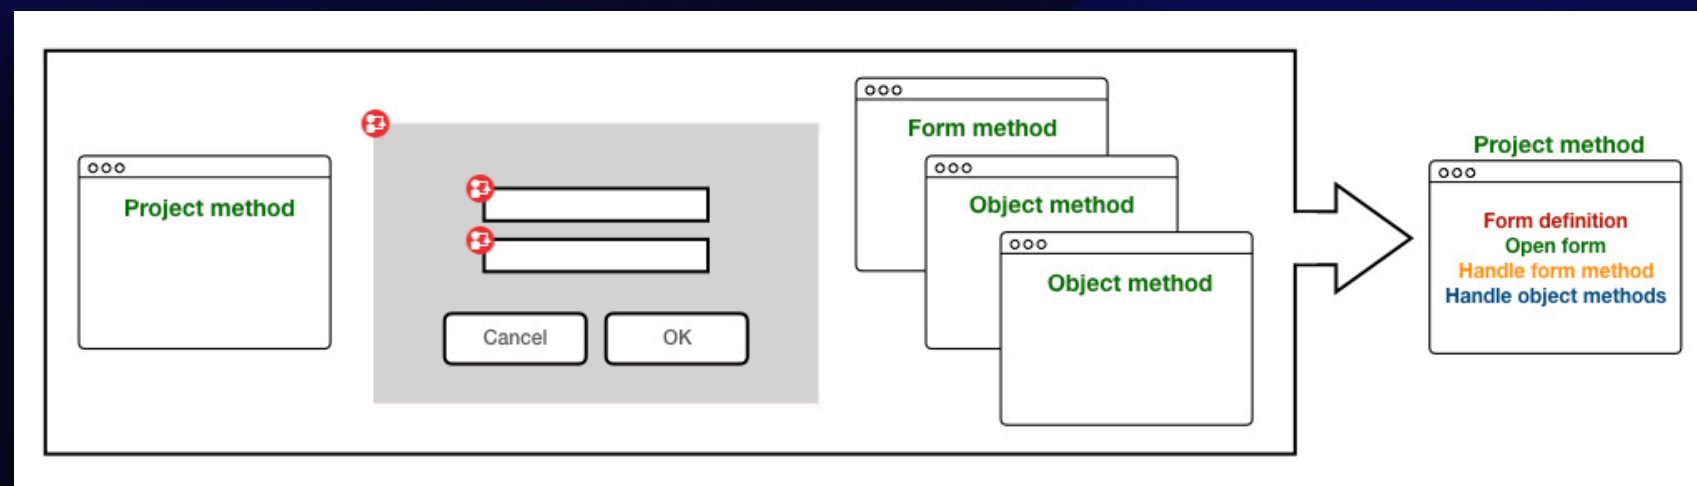 Project method
Cancel
OK
Form method
Object method
Object method
Project method
Form definition
Open form
Handle form method
Handle object methods